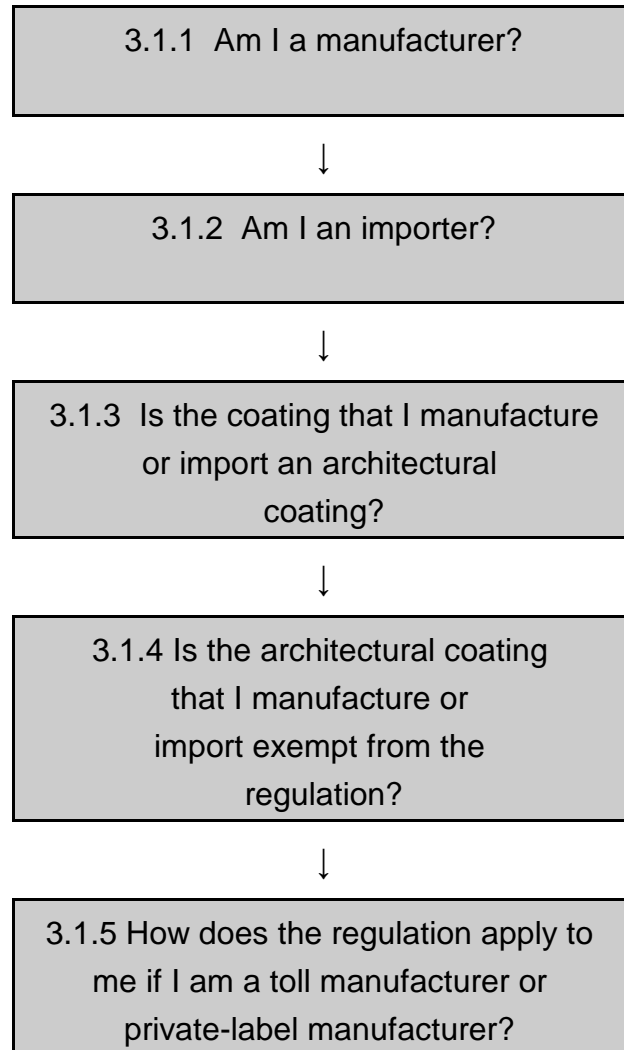 3.1.1  Am I a manufacturer?
↓
3.1.2  Am I an importer?
↓
3.1.3  Is the coating that I manufacture
or import an architectural
coating?
↓
3.1.4 Is the architectural coating
that I manufacture or
import exempt from the
regulation?
↓
3.1.5 How does the regulation apply to
me if I am a toll manufacturer or
private-label manufacturer?